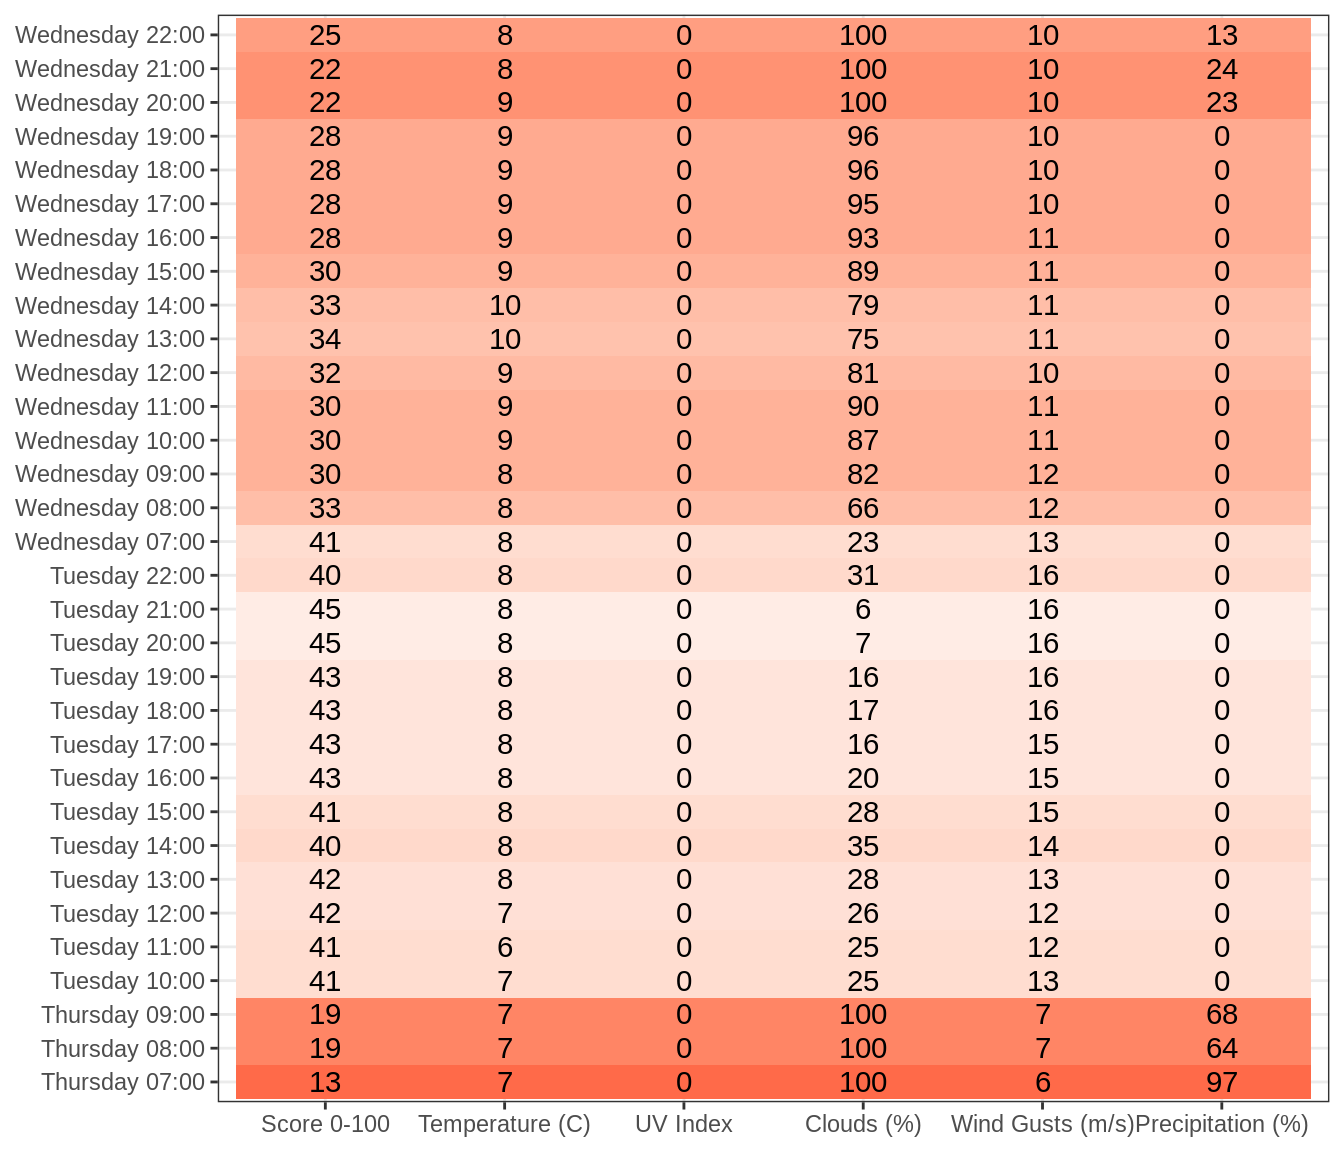 Wednesday 22:00 25 8 0 100 10 13
Wednesday 21:00 22 8 0 100 10 24
Wednesday 20:00 22 9 0 100 10 23
Wednesday 19:00 28 9 0 96 10 0
Wednesday 18:00 28 9 0 96 10 0
Wednesday 17:00 28 9 0 95 10 0
Wednesday 16:00 28 9 0 93 11 0
Wednesday 15:00 30 9 0 89 11 0
Wednesday 14:00 33 10 0 79 11 0
Wednesday 13:00 34 10 0 75 11 0
Wednesday 12:00 32 9 0 81 10 0
Wednesday 11:00 30 9 0 90 11 0
Wednesday 10:00 30 9 0 87 11 0
Wednesday 09:00 30 8 0 82 12 0
Wednesday 08:00 33 8 0 66 12 0
Wednesday 07:00 41 8 0 23 13 0
Tuesday 22:00 40 8 0 31 16 0
Tuesday 21:00 45 8 0 6 16 0
Tuesday 20:00 45 8 0 7 16 0
Tuesday 19:00 43 8 0 16 16 0
Tuesday 18:00 43 8 0 17 16 0
Tuesday 17:00 43 8 0 16 15 0
Tuesday 16:00 43 8 0 20 15 0
Tuesday 15:00 41 8 0 28 15 0
Tuesday 14:00 40 8 0 35 14 0
Tuesday 13:00 42 8 0 28 13 0
Tuesday 12:00 42 7 0 26 12 0
Tuesday 11:00 41 6 0 25 12 0
Tuesday 10:00 41 7 0 25 13 0
Thursday 09:00 19 7 0 100 7 68
Thursday 08:00 19 7 0 100 7 64
Thursday 07:00 13 7 0 100 6 97
Score 0-100 Temperature (C) UV Index Clouds (%) Wind Gusts (m/s) Precipitation (%)